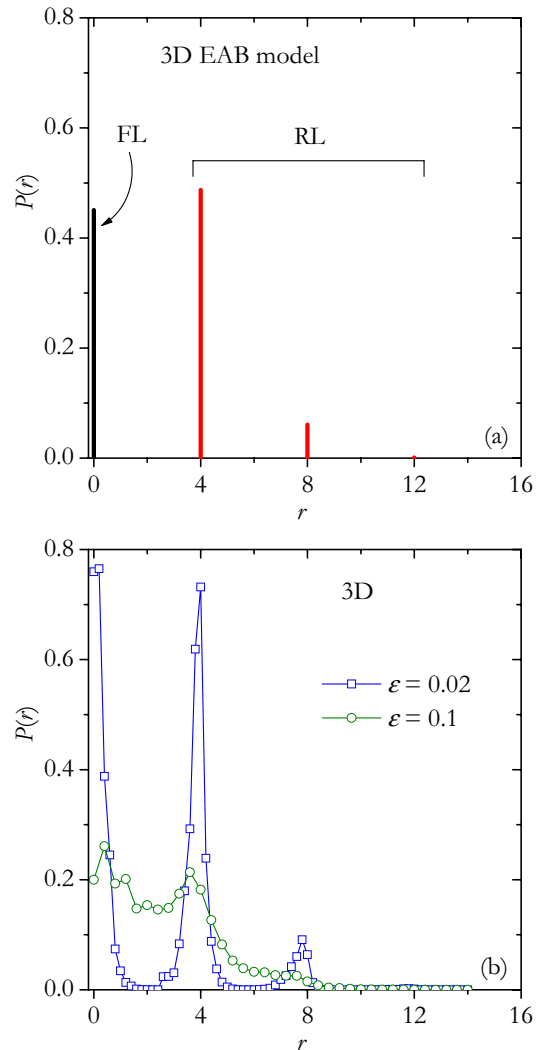 0.8
3D EAB model
FL
RL
0.6
P(r)
0.4
0.2
0.0
(a)
0 4 8 12 16
r
0.8
3D
0.6
ε = 0.02
ε = 0.1
P(r)
0.4
0.2
0.0
(b)
0 4 8 12 16
r